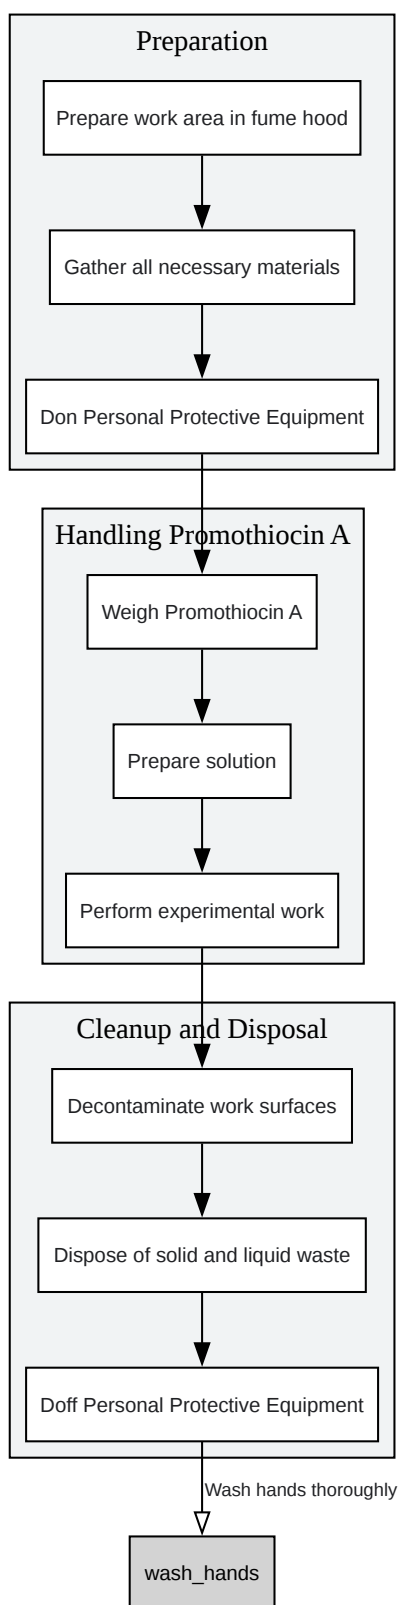 Preparation
Prepare work area in fume hood
Gather all necessary materials
Don Personal Protective Equipment
Handling Promothiocin A
Weigh Promothiocin A
Prepare solution
Perform experimental work
Cleanup and Disposal
Decontaminate work surfaces
Dispose of solid and liquid waste
Doff Personal Protective Equipment
Wash hands thoroughly
wash_hands